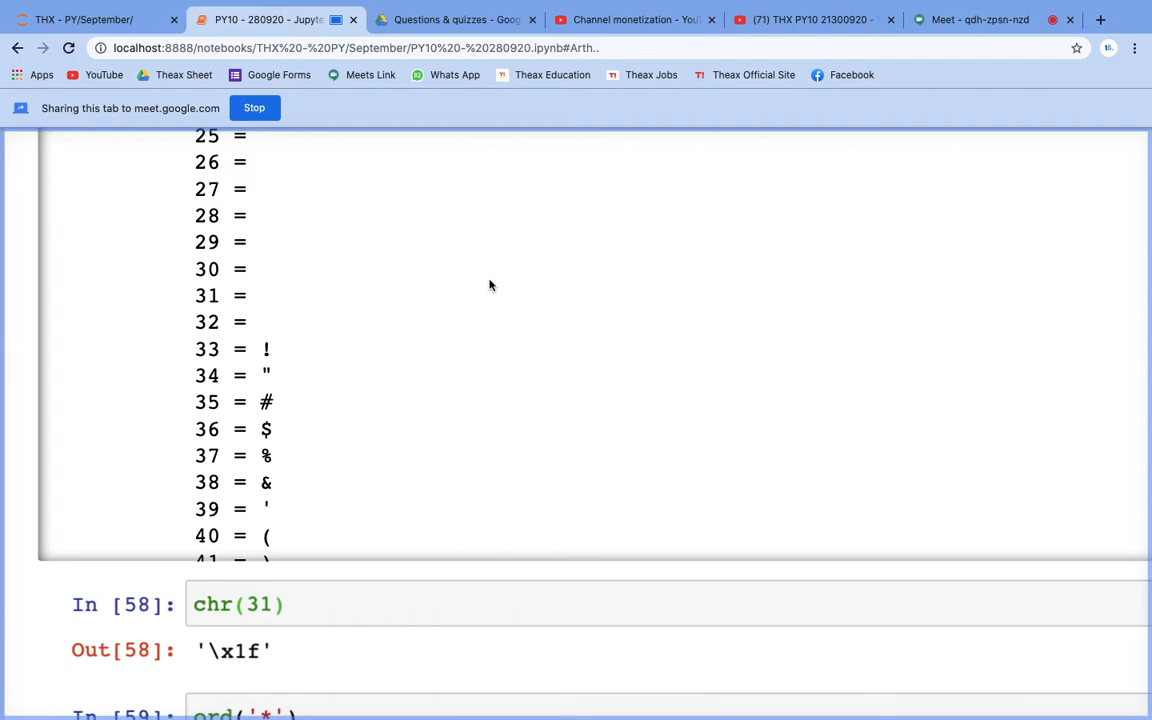 THX - PY/September/
PY10 - 280920 - Jupyte
Questions & quizzes - Goog
Channel monetization - You
(71) THX PY10 21300920 -
Meet - qdh-zpsn-nzd
localhost:8888/notebooks/THX%20-%20PY/September/PY10%20-%20280920.ipynb#Arth..
Apps
YouTube
Theax Sheet
Google Forms
Meets Link
Whats App
Theax Education
Theax Jobs
Theax Official Site
Facebook
Sharing this tab to meet.google.com
Stop
25 =
26 =
27 =
28 =
29 =
30 =
31 =
32 =
33 = !
34 = "
35 = #
36 = $
37 = %
38 = &
39 = '
40 = (
41 = )
In [58]: chr(31)
Out[58]: '\x1f'
In [59]: ord('*')